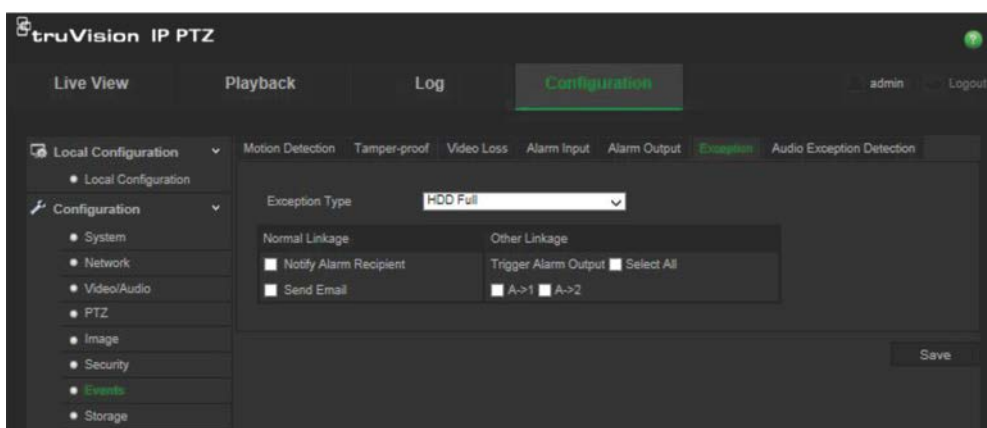 truVision IP PTZ
Live View Playback Log Configuration admin Logout
Local Configuration
Local Configuration
Configuration
System
Network
Video/Audio
PTZ
Image
Security
Events
Storage
Motion Detection Tamper-proof Video Loss Alarm Input Alarm Output Exception Audio Exception Detection
Exception Type HDD Full
Normal Linkage Other Linkage
Notify Alarm Recipient Trigger Alarm Output Select All
Send Email A->1 A->2
Save